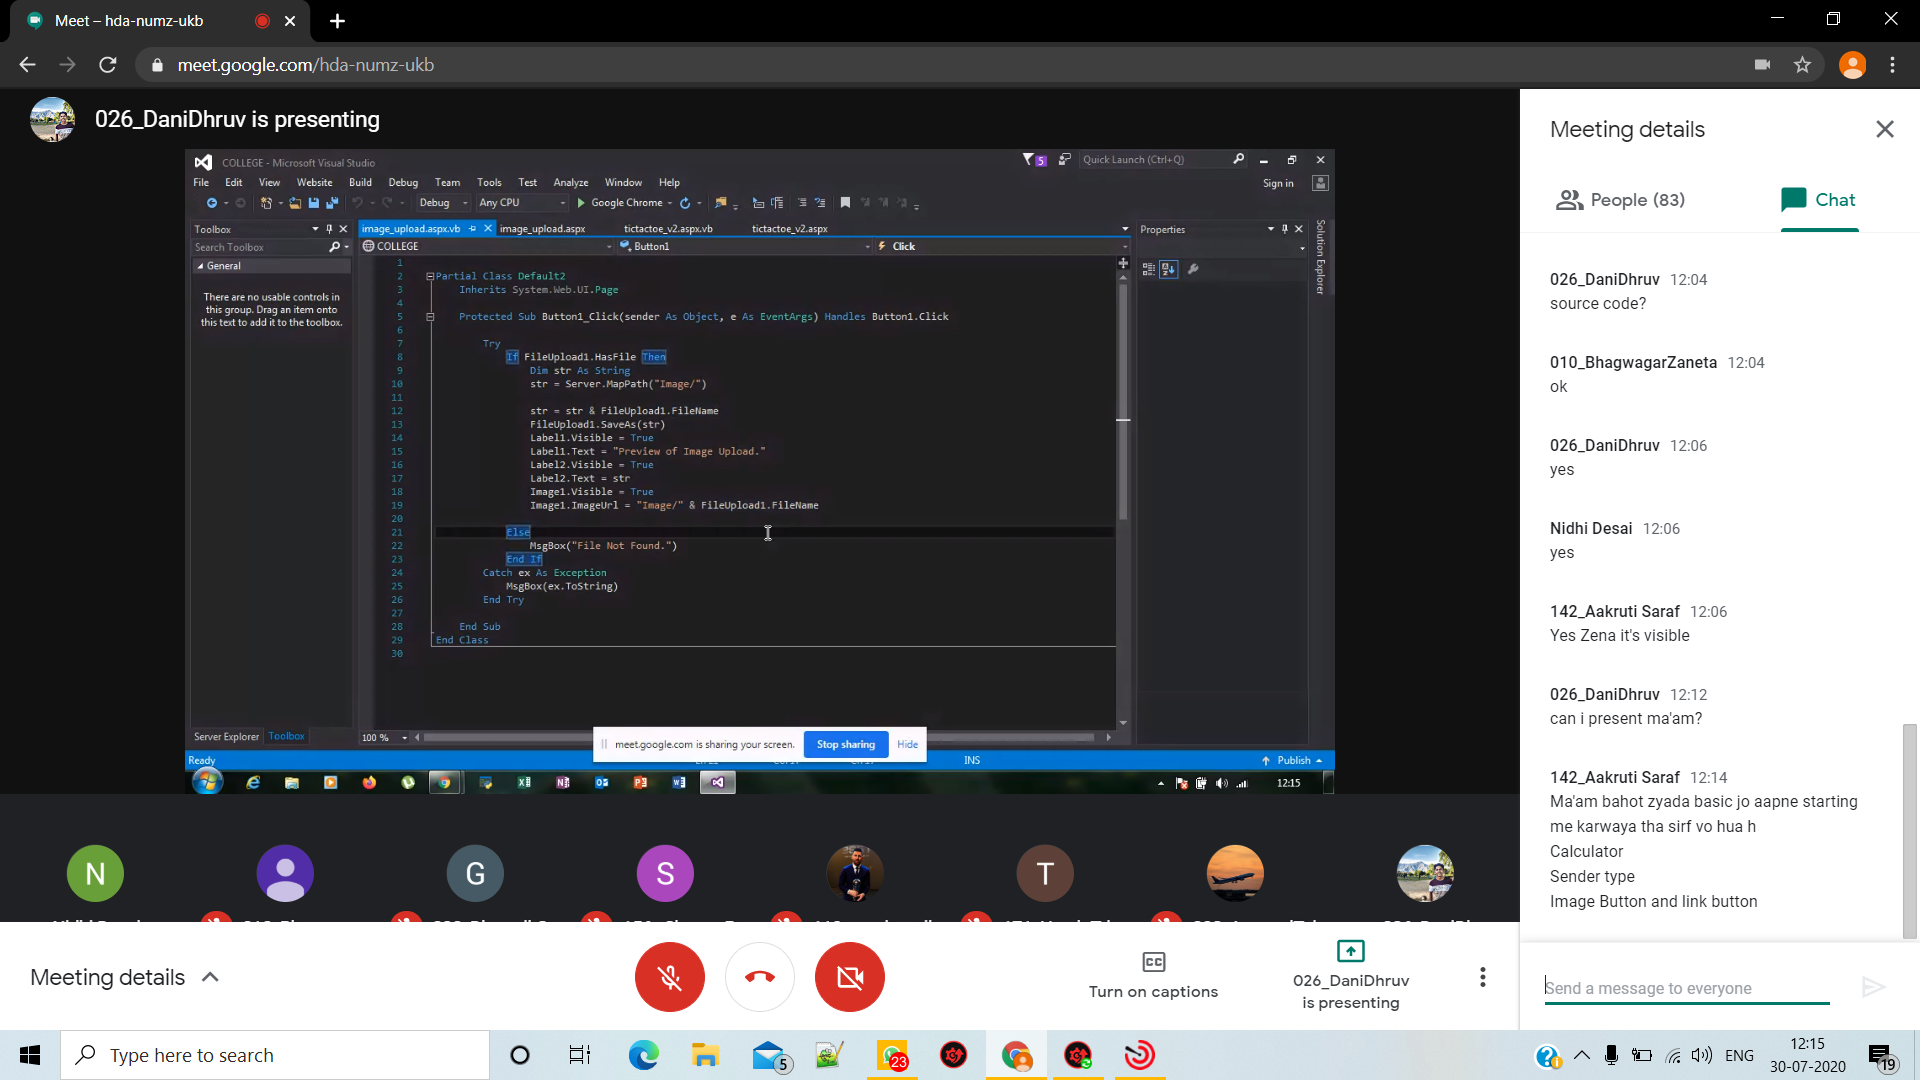 Meet – hda-numz-ukb
meet.google.com/hda-numz-ukb
026_DaniDhruv is presenting
COLLEGE - Microsoft Visual Studio
5
Quick Launch (Ctrl+Q)
File Edit View Website Build Debug Team Tools Test Analyze Window Help
Sign in
Debug Any CPU Google Chrome
Toolbox
image_upload.aspx.vb image_upload.aspx tictactoe_v2.aspx.vb tictactoe_v2.aspx
Properties
Solution Explorer
Search Toolbox
COLLEGE Button1 Click
General
There are no usable controls in
this group. Drag an item onto
this text to add it to the toolbox.
1
2 Partial Class Default2
3 Inherits System.Web.UI.Page
4
5 Protected Sub Button1_Click(sender As Object, e As EventArgs) Handles Button1.Click
6
7 Try
8 If FileUpload1.HasFile Then
9 Dim str As String
10 str = Server.MapPath("Image/")
11
12 str = str & FileUpload1.FileName
13 FileUpload1.SaveAs(str)
14 Label1.Visible = True
15 Label1.Text = "Preview of Image Upload."
16 Label2.Visible = True
17 Label2.Text = str
18 Image1.Visible = True
19 Image1.ImageUrl = "Image/" & FileUpload1.FileName
20
21 Else
22 MsgBox("File Not Found.")
23 End If
24 Catch ex As Exception
25 MsgBox(ex.ToString)
26 End Try
27
28 End Sub
29 End Class
30
Server Explorer Toolbox
100 %
meet.google.com is sharing your screen. Stop sharing Hide
Ready
INS
Publish
12:15
N
G
S
T
Meeting details
Turn on captions
026_DaniDhruv
is presenting
Meeting details
People (83)
Chat
026_DaniDhruv 12:04
source code?
010_BhagwagarZaneta 12:04
ok
026_DaniDhruv 12:06
yes
Nidhi Desai 12:06
yes
142_Aakruti Saraf 12:06
Yes Zena it's visible
026_DaniDhruv 12:12
can i present ma'am?
142_Aakruti Saraf 12:14
Ma'am bahot zyada basic jo aapne starting
me karwaya tha sirf vo hua h
Calculator
Sender type
Image Button and link button
Send a message to everyone
Type here to search
5
23
ENG
12:15
30-07-2020
19